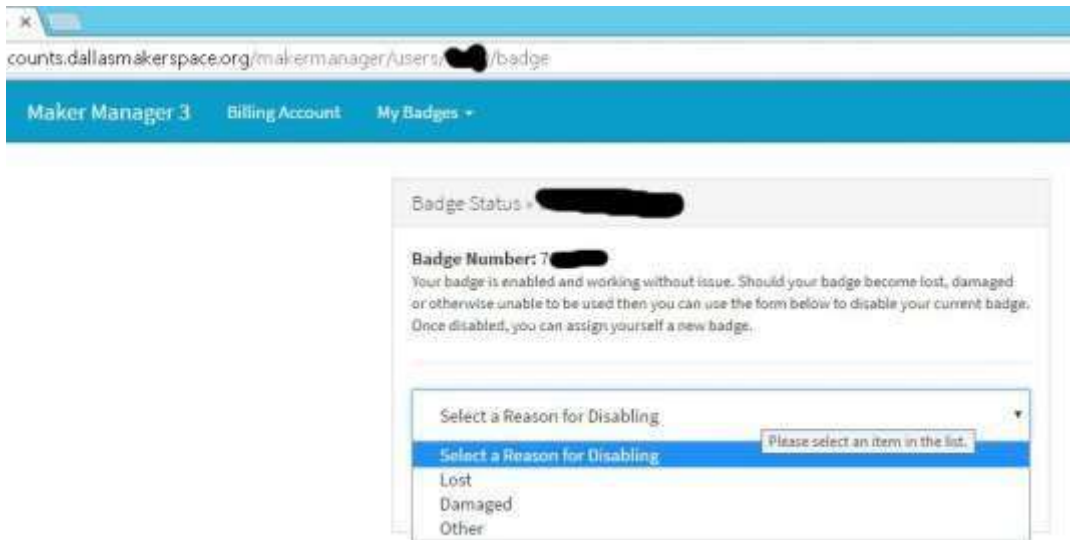 counts.dallasmakerspace.org/makermanager/users/ /badge
Maker Manager 3 Billing Account My Badges
Badge Status »
Badge Number: 7
Your badge is enabled and working without issue. Should your badge become lost, damaged
or otherwise unable to be used then you can use the form below to disable your current badge.
Once disabled, you can assign yourself a new badge.
Select a Reason for Disabling
Please select an item in the list.
Select a Reason for Disabling
Lost
Damaged
Other